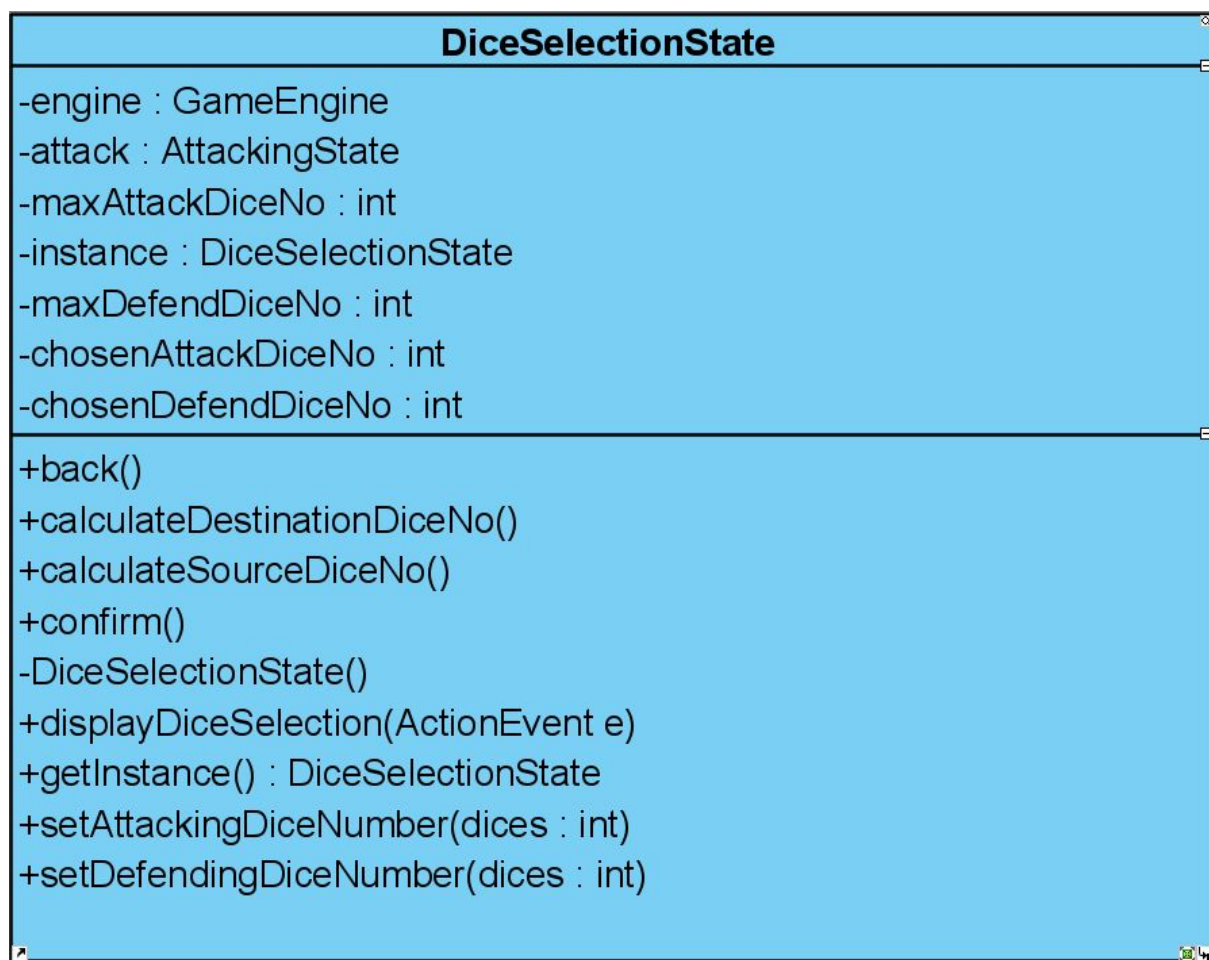 DiceSelectionState
-engine : GameEngine
-attack : AttackingState
-maxAttackDiceNo : int
-instance : DiceSelectionState
-maxDefendDiceNo : int
-chosenAttackDiceNo : int
-chosenDefendDiceNo : int
+back()
+calculateDestinationDiceNo()
+calculateSourceDiceNo()
+confirm()
-DiceSelectionState()
+displayDiceSelection(ActionEvent e)
+getInstance() : DiceSelectionState
+setAttackingDiceNumber(dices : int)
+setDefendingDiceNumber(dices : int)